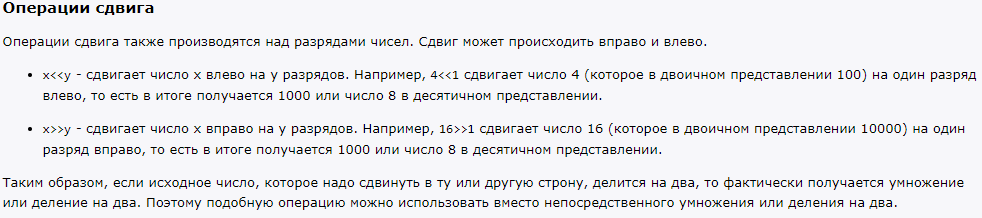 Операции сдвига
Операции сдвига также производятся над разрядами чисел. Сдвиг может происходить вправо и влево.
• x<<y - сдвигает число x влево на y разрядов. Например, 4<<1 сдвигает число 4 (которое в двоичном представлении 100) на один разряд
влево, то есть в итоге получается 1000 или число 8 в десятичном представлении.
• x>>y - сдвигает число x вправо на y разрядов. Например, 16>>1 сдвигает число 16 (которое в двоичном представлении 10000) на один
разряд вправо, то есть в итоге получается 1000 или число 8 в десятичном представлении.
Таким образом, если исходное число, которое надо сдвинуть в ту или другую строну, делится на два, то фактически получается умножение
или деление на два. Поэтому подобную операцию можно использовать вместо непосредственного умножения или деления на два.